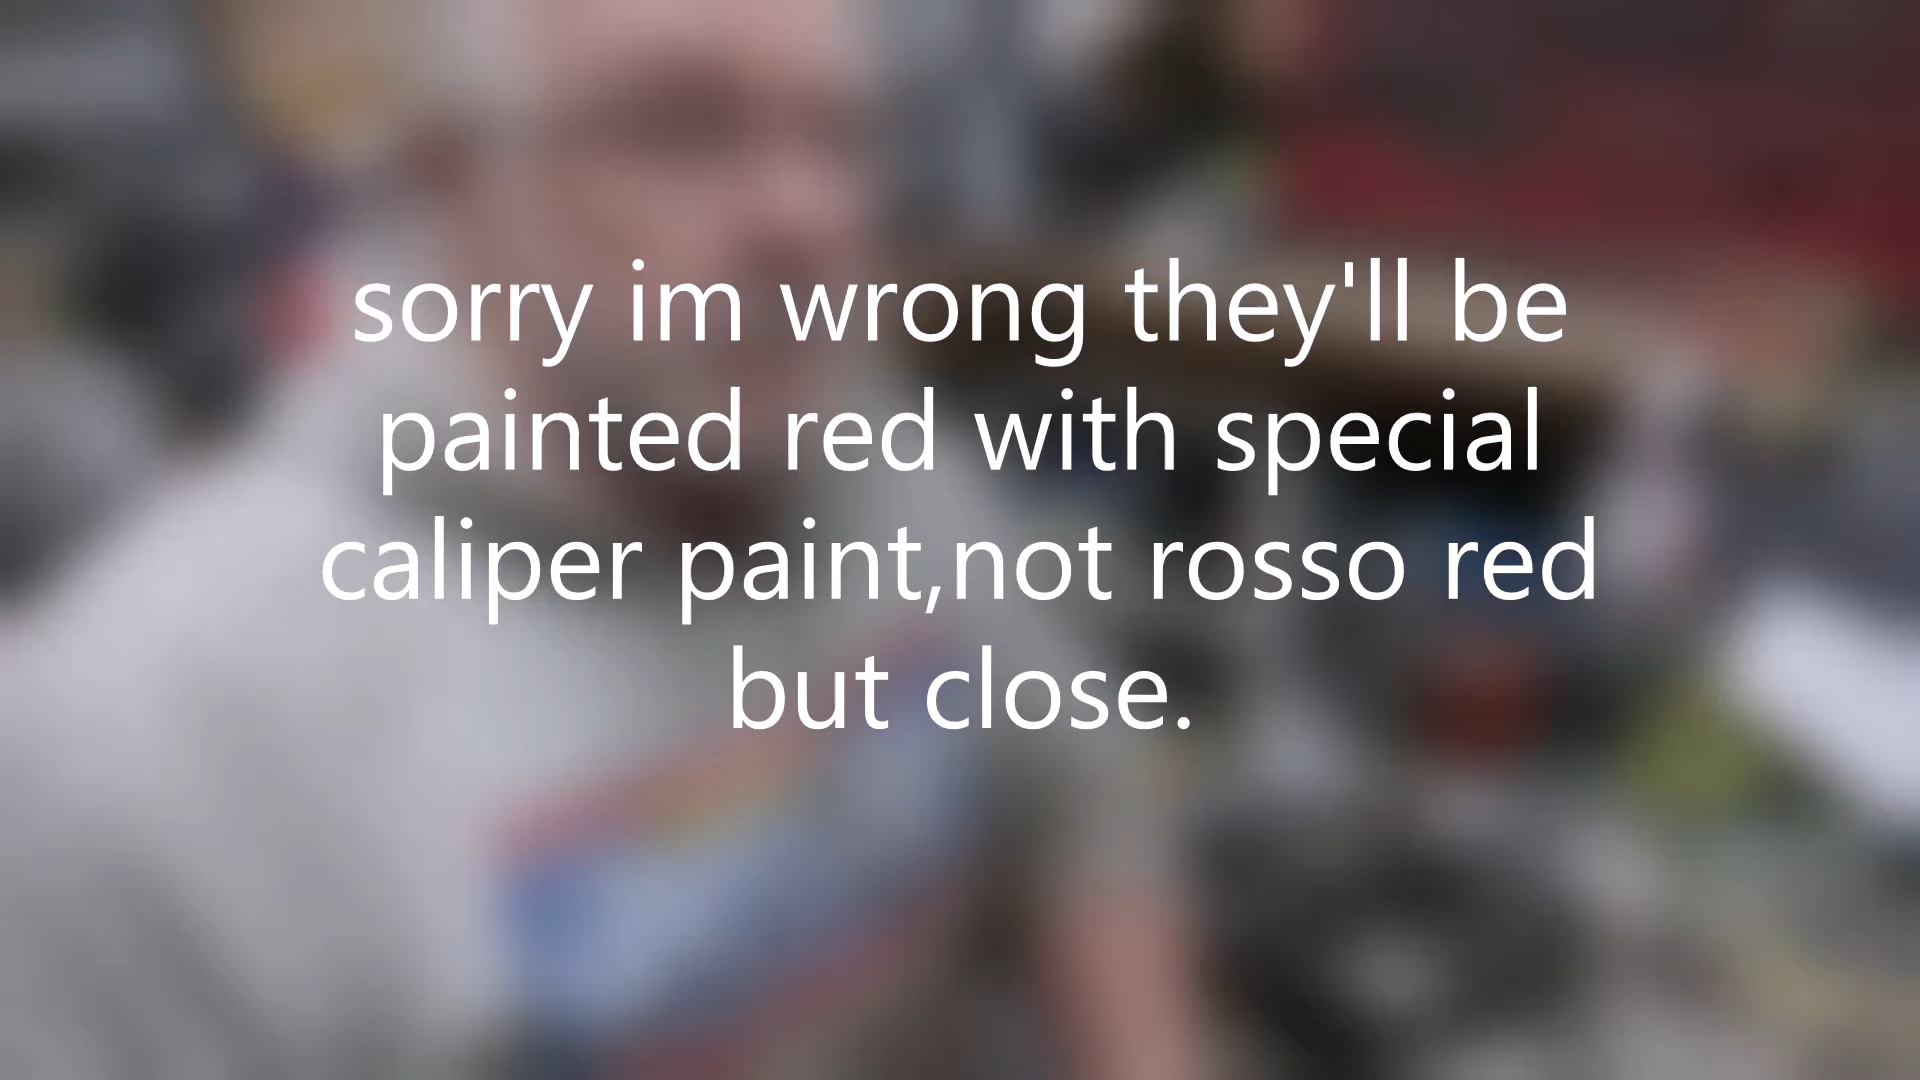 sorry im wrong they'll be
painted red with special
caliper paint,not rosso red
but close.